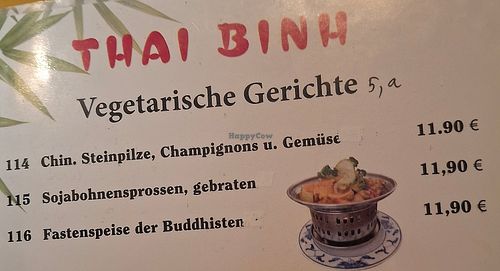 THAI BINH
Vegetarische Gerichte 5,a
HappyCow
114 Chin. Steinpilze, Champignons u. Gemüse 11.90 €
115 Sojabohnensprossen, gebraten 11,90 €
116 Fastenspeise der Buddhisten 11,90 €